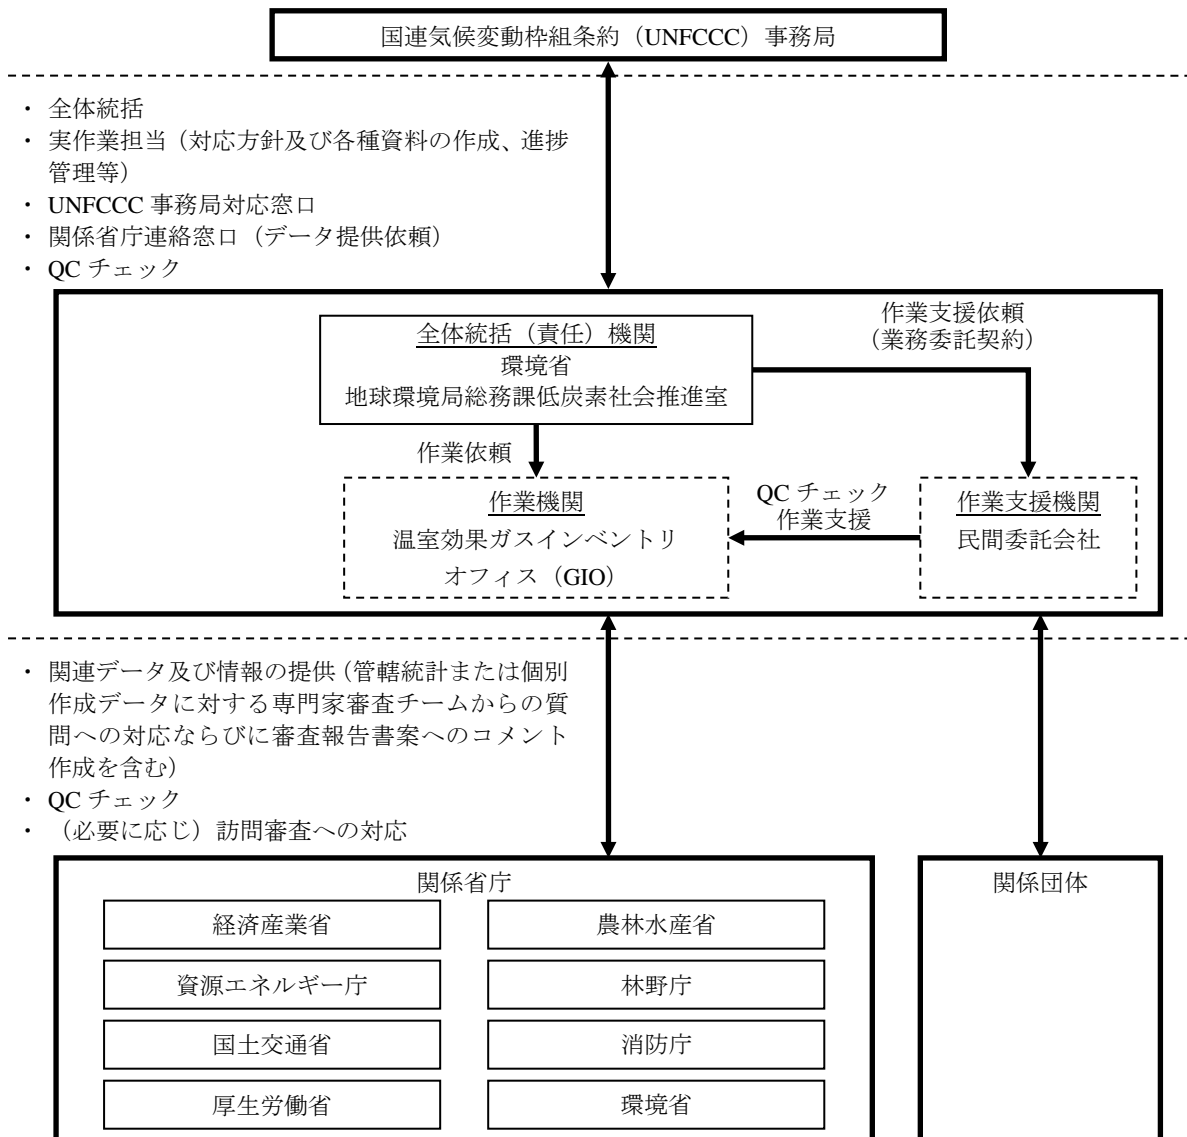 国連気候変動枠組条約（UNFCCC）事務局
・ 全体統括
・ 実作業担当（対応方針及び各種資料の作成、進捗
管理等）
・ UNFCCC 事務局対応窓口
・ 関係省庁連絡窓口（データ提供依頼）
・ QC チェック
全体統括（責任）機関
環境省
地球環境局総務課低炭素社会推進室
作業支援依頼
（業務委託契約）
作業依頼
作業機関
温室効果ガスインベントリ
オフィス（GIO）
QC チェック
作業支援
作業支援機関
民間委託会社
・ 関連データ及び情報の提供（管轄統計または個別
作成データに対する専門家審査チームからの質
問への対応ならびに審査報告書案へのコメント
作成を含む）
・ QC チェック
・ （必要に応じ）訪問審査への対応
関係省庁
経済産業省
農林水産省
資源エネルギー庁
林野庁
国土交通省
消防庁
厚生労働省
環境省
関係団体